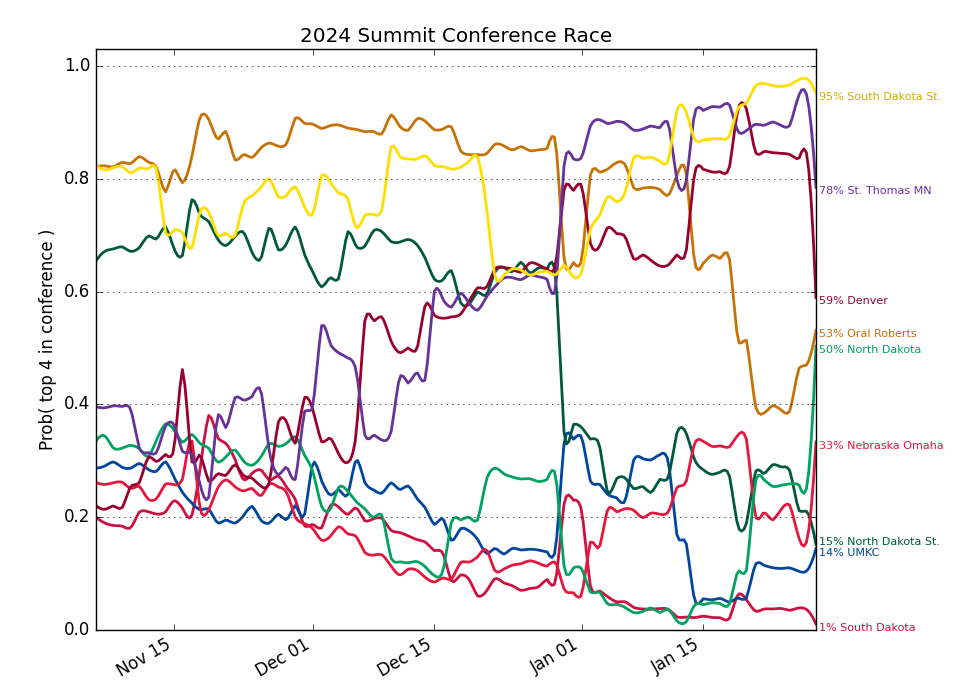 2024 Summit Conference Race
Prob( top 4 in conference )
1.0
0.8
0.6
0.4
0.2
0.0
Nov 15
Dec 01
Dec 15
Jan 01
Jan 15
95% South Dakota St.
78% St. Thomas MN
59% Denver
53% Oral Roberts
50% North Dakota
33% Nebraska Omaha
15% North Dakota St.
14% UMKC
1% South Dakota